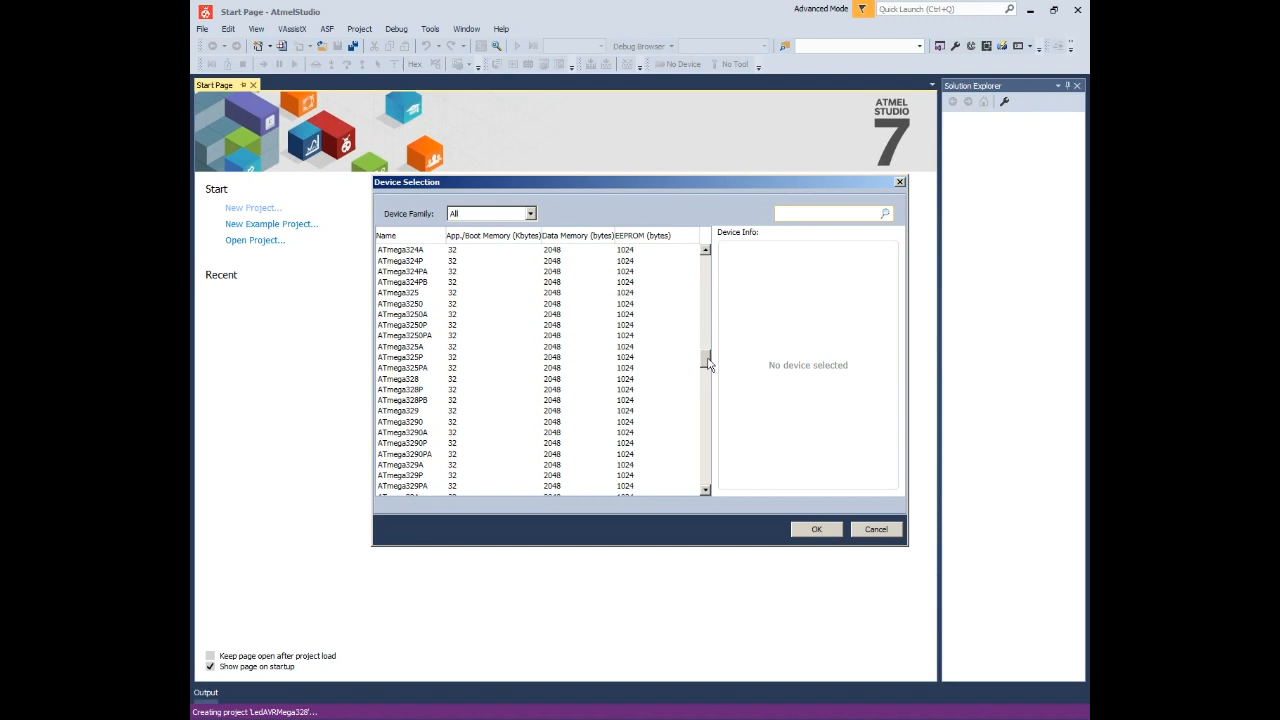 Start Page - AtmelStudio
Advanced Mode
Quick Launch (Ctrl+Q)
File Edit View VAssistX ASF Project Debug Tools Window Help
Debug Browser
Hex
No Device
No Tool
Start Page
Solution Explorer
ATMEL
STUDIO
7
Start
New Project...
New Example Project...
Open Project...
Recent
Device Selection
Device Family: All
Name App./Boot Memory (Kbytes) Data Memory (bytes) EEPROM (bytes)
Device Info:
ATmega324A 32 2048 1024
ATmega324P 32 2048 1024
ATmega324PA 32 2048 1024
ATmega324PB 32 2048 1024
ATmega325 32 2048 1024
ATmega3250 32 2048 1024
ATmega3250A 32 2048 1024
ATmega3250P 32 2048 1024
ATmega3250PA 32 2048 1024
ATmega325A 32 2048 1024
ATmega325P 32 2048 1024
ATmega325PA 32 2048 1024
ATmega328 32 2048 1024
ATmega328P 32 2048 1024
ATmega328PB 32 2048 1024
ATmega329 32 2048 1024
ATmega3290 32 2048 1024
ATmega3290A 32 2048 1024
ATmega3290P 32 2048 1024
ATmega3290PA 32 2048 1024
ATmega329A 32 2048 1024
ATmega329P 32 2048 1024
ATmega329PA 32 2048 1024
No device selected
OK
Cancel
Keep page open after project load
Show page on startup
Output
Creating project 'LedAVRMega328'...